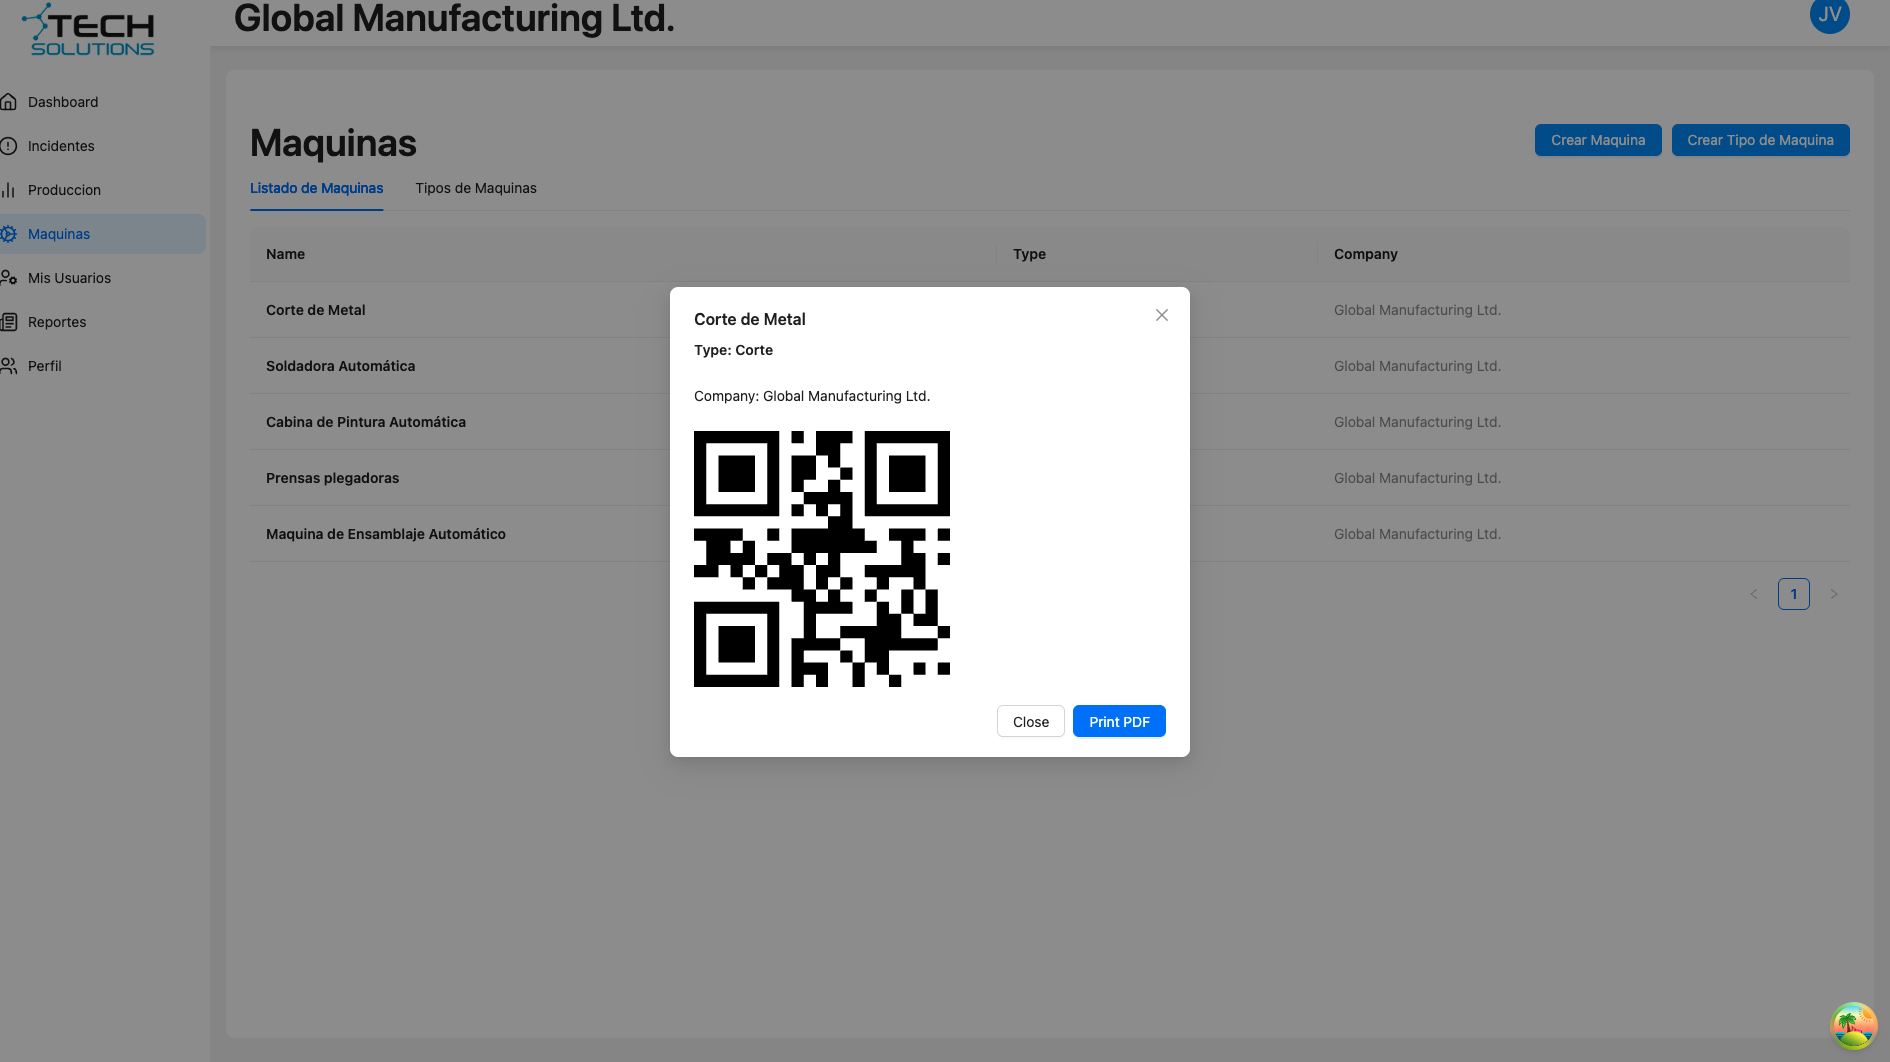 TECH
SOLUTIONS
Global Manufacturing Ltd.
JV
Dashboard
Incidentes
Produccion
Maquinas
Mis Usuarios
Reportes
Perfil
Maquinas
Crear Maquina
Crear Tipo de Maquina
Listado de Maquinas
Tipos de Maquinas
Name
Type
Company
Corte de Metal
Global Manufacturing Ltd.
Soldadora Automática
Global Manufacturing Ltd.
Cabina de Pintura Automática
Global Manufacturing Ltd.
Prensas plegadoras
Global Manufacturing Ltd.
Maquina de Ensamblaje Automático
Global Manufacturing Ltd.
1
Corte de Metal
Type: Corte
Company: Global Manufacturing Ltd.
Close
Print PDF